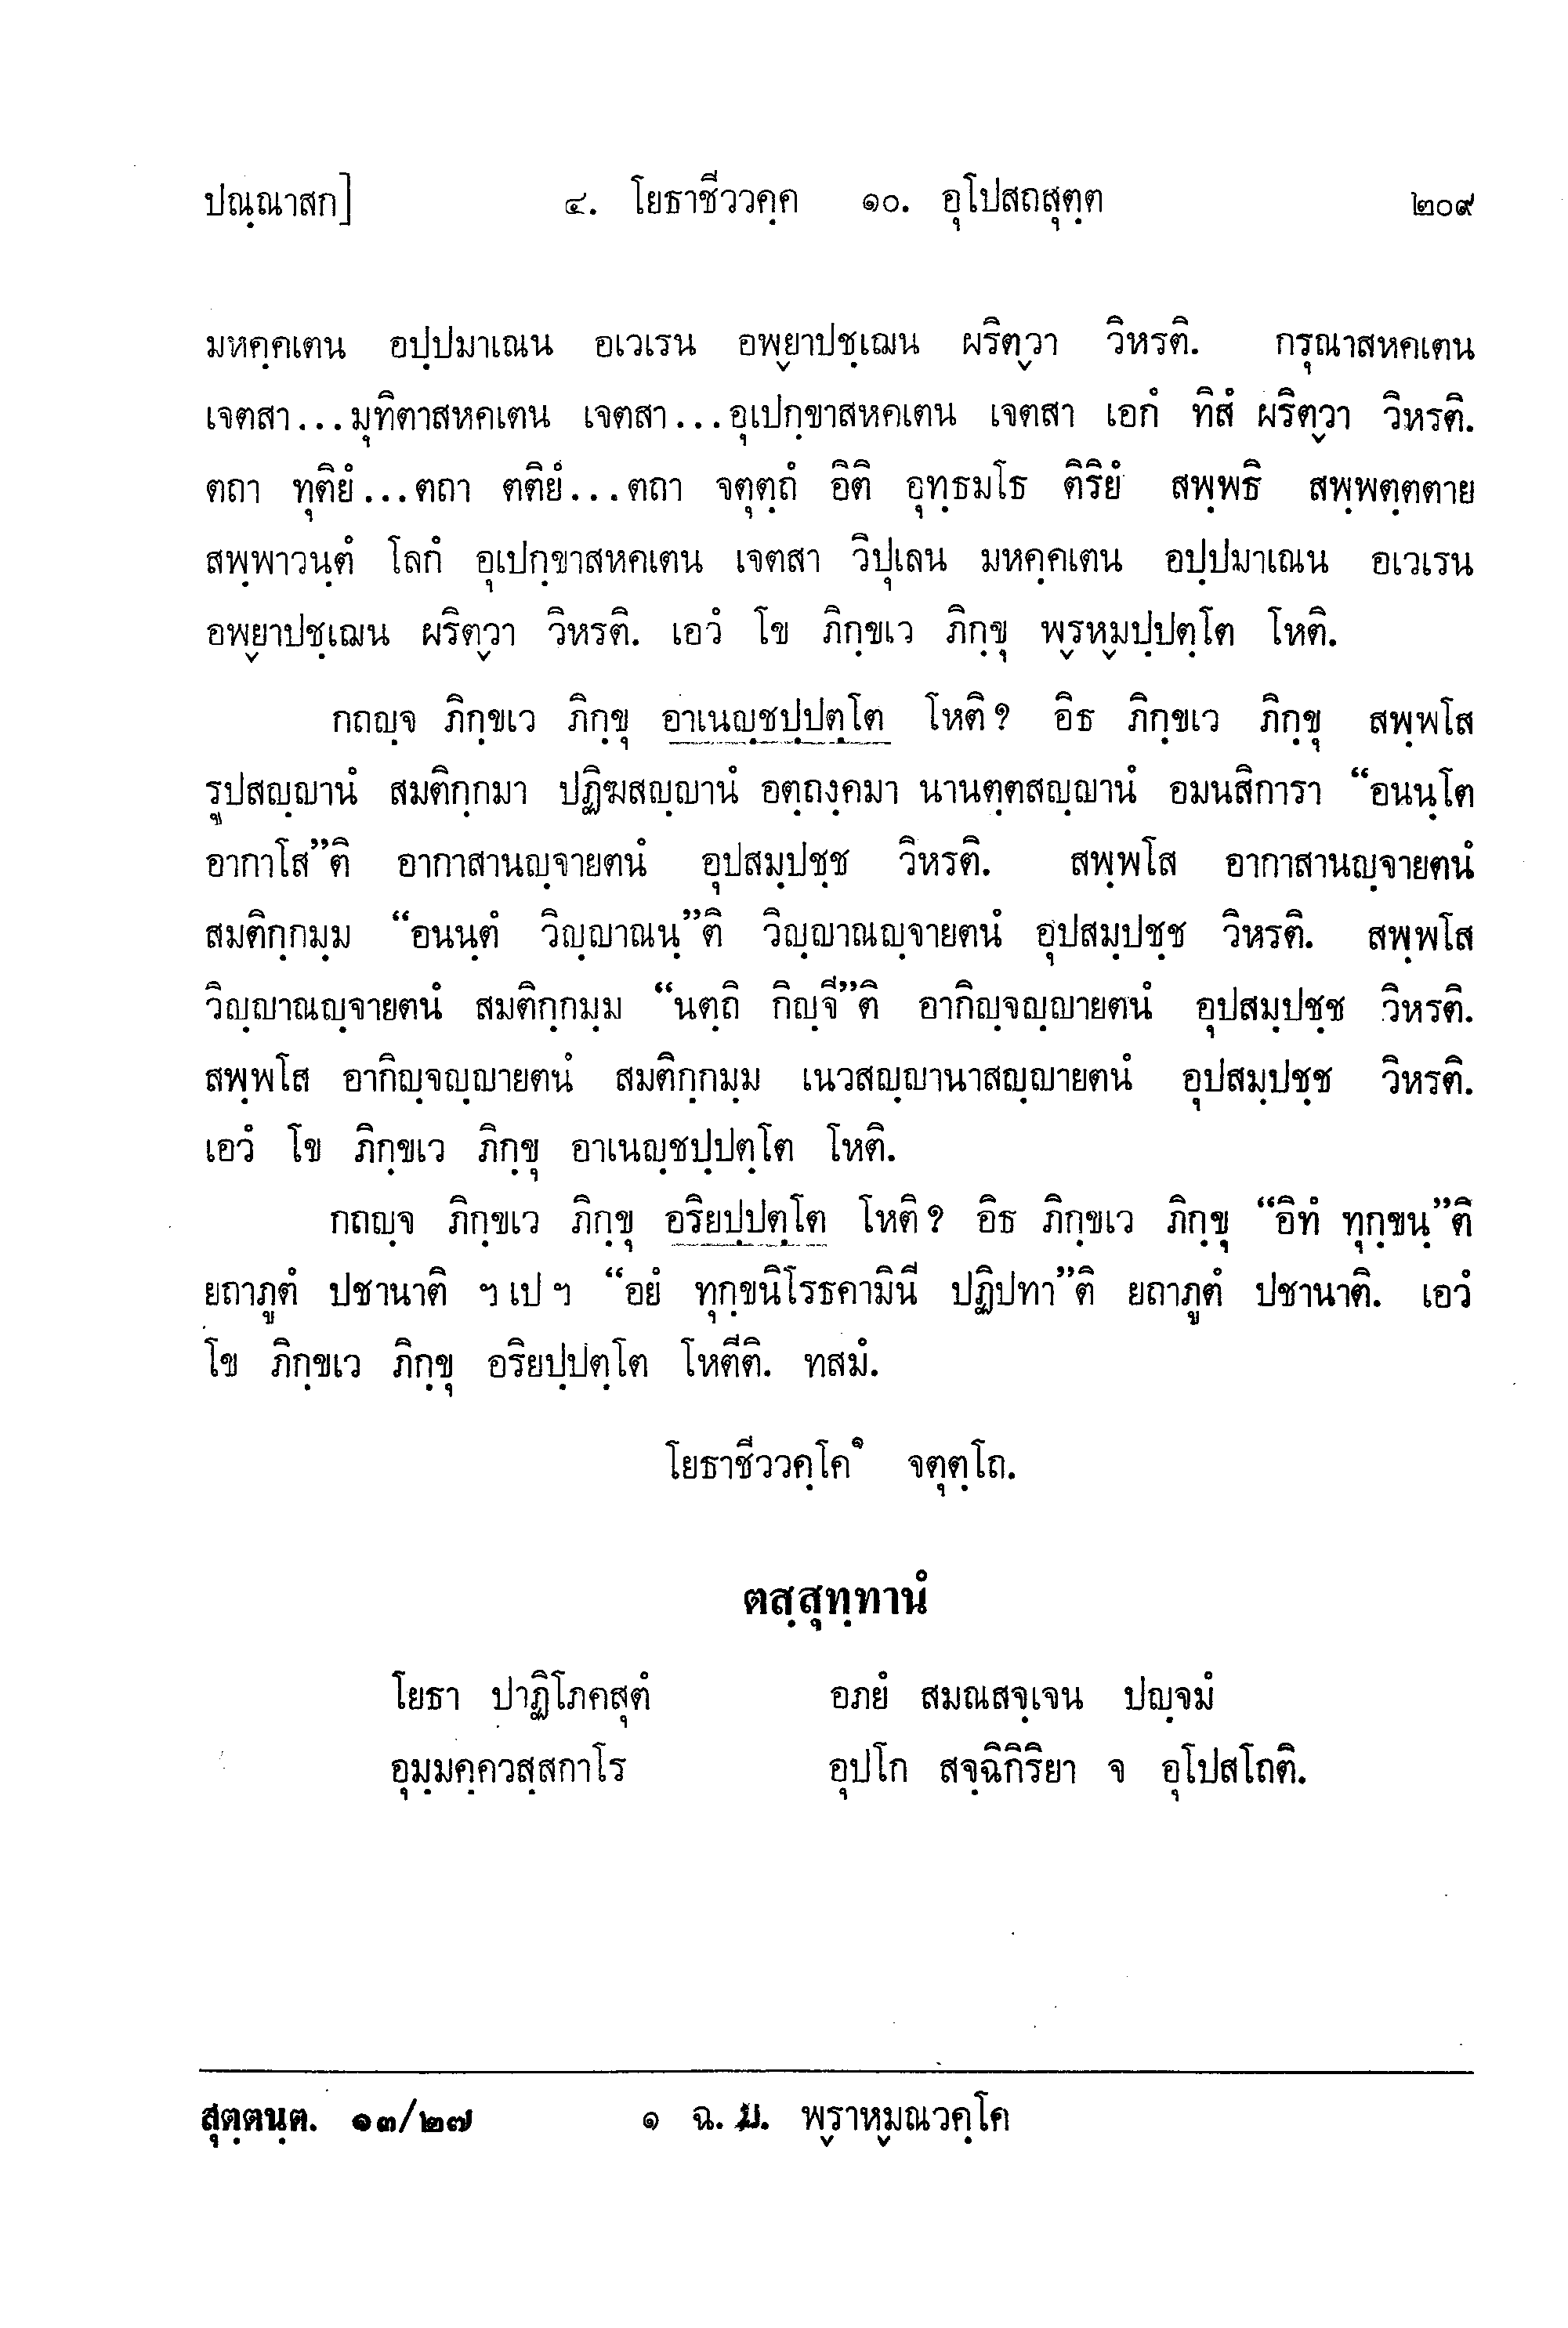 ปณฺณาสก] ๔. โยธาชีววคฺค ๑๐. อุโปสถสุตฺต ๒๐๙
มหคฺคเตน อปฺปมาเณน อเวเรน อพฺยาปชฺเฌน ผริตฺวา วิหรติ. กรุณาสหคเตน
เจตสา...มุทิตาสหคเตน เจตสา...อุเปกฺขาสหคเตน เจตสา เอกํ ทิสํ ผริตฺวา วิหรติ.
ตถา ทุติยํ...ตถา ตติยํ...ตถา จตุตฺถํ อิติ อุทฺธมโธ ติริยํ สพฺพธิ สพฺพตฺตตาย
สพฺพาวนฺตํ โลกํ อุเปกฺขาสหคเตน เจตสา วิปุเลน มหคฺคเตน อปฺปมาเณน อเวเรน
อพฺยาปชฺเฌน ผริตฺวา วิหรติ. เอวํ โข ภิกฺขเว ภิกฺขุ พฺรหฺมปฺปตฺโต โหติ.
กถญฺจ ภิกฺขเว ภิกฺขุ อาเนญฺชปฺปตฺโต โหติ? อิธ ภิกฺขเว ภิกฺขุ สพฺพโส
รูปสญฺญานํ สมติกฺกมา ปฏิฆสญฺญานํ อตฺถงฺคมา นานตฺตสญฺญานํ อมนสิการา “อนนฺโต
อากาโส”ติ อากาสานญฺจายตนํ อุปสมฺปชฺช วิหรติ. สพฺพโส อากาสานญฺจายตนํ
สมติกฺกมฺม “อนนฺตํ วิญฺญาณนฺ”ติ วิญฺญาณญฺจายตนํ อุปสมฺปชฺช วิหรติ. สพฺพโส
วิญฺญาณญฺจายตนํ สมติกฺกมฺม “นตฺถิ กิญฺจี”ติ อากิญฺจญฺญายตนํ อุปสมฺปชฺช วิหรติ.
สพฺพโส อากิญฺจญฺญายตนํ สมติกฺกมฺม เนวสญฺญานาสญฺญายตนํ อุปสมฺปชฺช วิหรติ.
เอวํ โข ภิกฺขเว ภิกฺขุ อาเนญฺชปฺปตฺโต โหติ.
กถญฺจ ภิกฺขเว ภิกฺขุ อริยปฺปตฺโต โหติ? อิธ ภิกฺขเว ภิกฺขุ “อิทํ ทุกฺขนฺ”ติ
ยถาภูตํ ปชานาติ ฯ เป ฯ “อยํ ทุกฺขนิโรธคามินี ปฏิปทา”ติ ยถาภูตํ ปชานาติ. เอวํ
โข ภิกฺขเว ภิกฺขุ อริยปฺปตฺโต โหตีติ. ทสมํ.
โยธาชีววคฺโค๑ จตุตฺโถ.
ตสฺสุทฺทานํ
โยธา ปาฏิโภคสุตํ อภยํ สมณสจฺเจน ปญฺจมํ
อุมฺมคฺควสฺสกาโร อุปโก สจฺฉิกิริยา จ อุโปสโถติ.
สุตฺตนฺต. ๑๓/๒๗ ๑ ฉ. ม. พฺราหฺมณวคฺโค